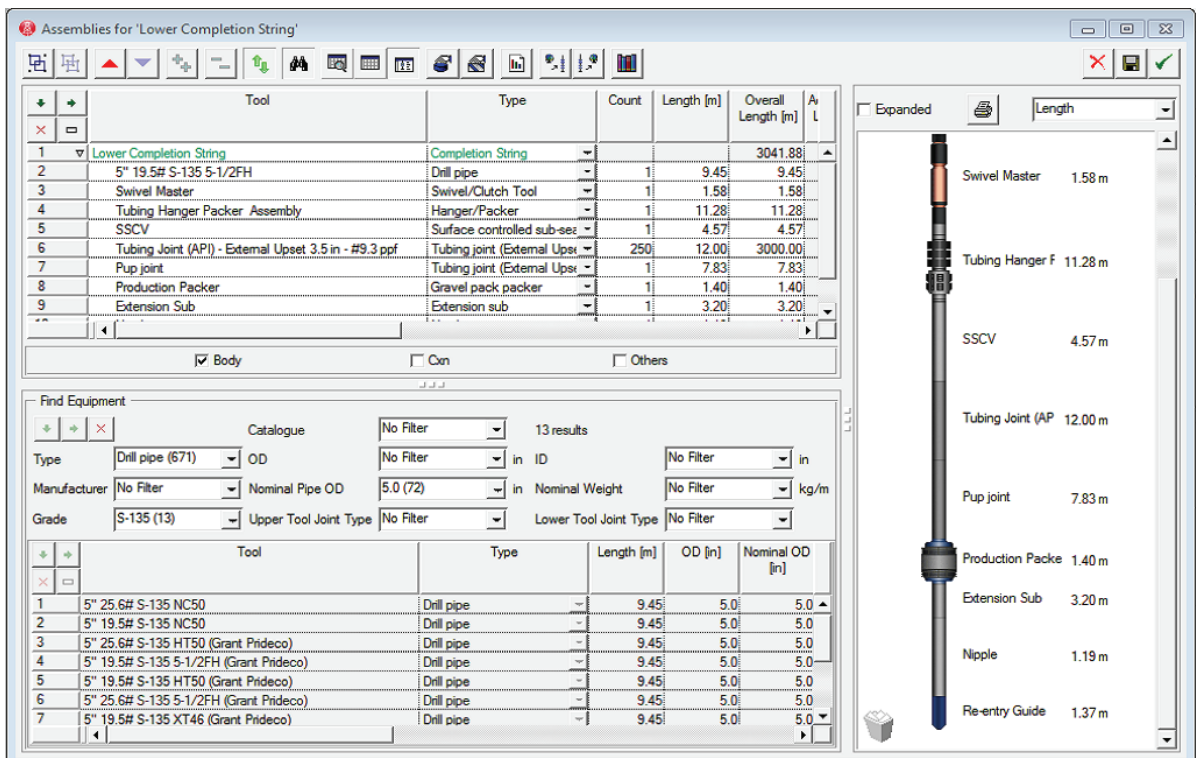 Assemblies for 'Lower Completion String'
Tool Type Count Length [m] Overall Length [m]
1 Lower Completion String Completion String 3041.88
2 5" 19.5# S-135 5-1/2FH Drill pipe 1 9.45 9.45
3 Swivel Master Swivel/Clutch Tool 1 1.58 1.58
4 Tubing Hanger Packer Assembly Hanger/Packer 1 11.28 11.28
5 SSCV Surface controlled sub-sea 1 4.57 4.57
6 Tubing Joint (API) - External Upset 3.5 in - #9.3 ppf Tubing joint (External Upse 250 12.00 3000.00
7 Pup joint Tubing joint (External Upse 1 7.83 7.83
8 Production Packer Gravel pack packer 1 1.40 1.40
9 Extension Sub Extension sub 1 3.20 3.20
Body Cxn Others
Find Equipment
Catalogue No Filter 13 results
Type Drill pipe (671) OD No Filter in ID No Filter in
Manufacturer No Filter Nominal Pipe OD 5.0 (72) in Nominal Weight No Filter kg/m
Grade S-135 (13) Upper Tool Joint Type No Filter Lower Tool Joint Type No Filter
Tool Type Length [m] OD [in] Nominal OD [in]
1 5" 25.6# S-135 NC50 Drill pipe 9.45 5.0 5.0
2 5" 19.5# S-135 NC50 Drill pipe 9.45 5.0 5.0
3 5" 25.6# S-135 HT50 (Grant Prideco) Drill pipe 9.45 5.0 5.0
4 5" 19.5# S-135 5-1/2FH (Grant Prideco) Drill pipe 9.45 5.0 5.0
5 5" 19.5# S-135 HT50 (Grant Prideco) Drill pipe 9.45 5.0 5.0
6 5" 25.6# S-135 5-1/2FH (Grant Prideco) Drill pipe 9.45 5.0 5.0
7 5" 19.5# S-135 XT46 (Grant Prideco) Drill pipe 9.45 5.0 5.0
Expanded Length
Swivel Master 1.58 m
Tubing Hanger F 11.28 m
SSCV 4.57 m
Tubing Joint (AP 12.00 m
Pup joint 7.83 m
Production Packe 1.40 m
Extension Sub 3.20 m
Nipple 1.19 m
Re-entry Guide 1.37 m